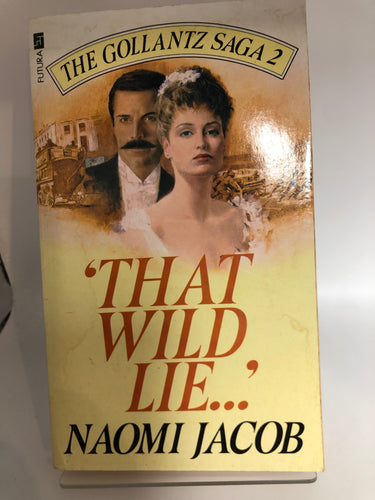 FUTURA
THE GOLLANTZ SAGA 2
'THAT
WILD
LIE...'
NAOMI JACOB